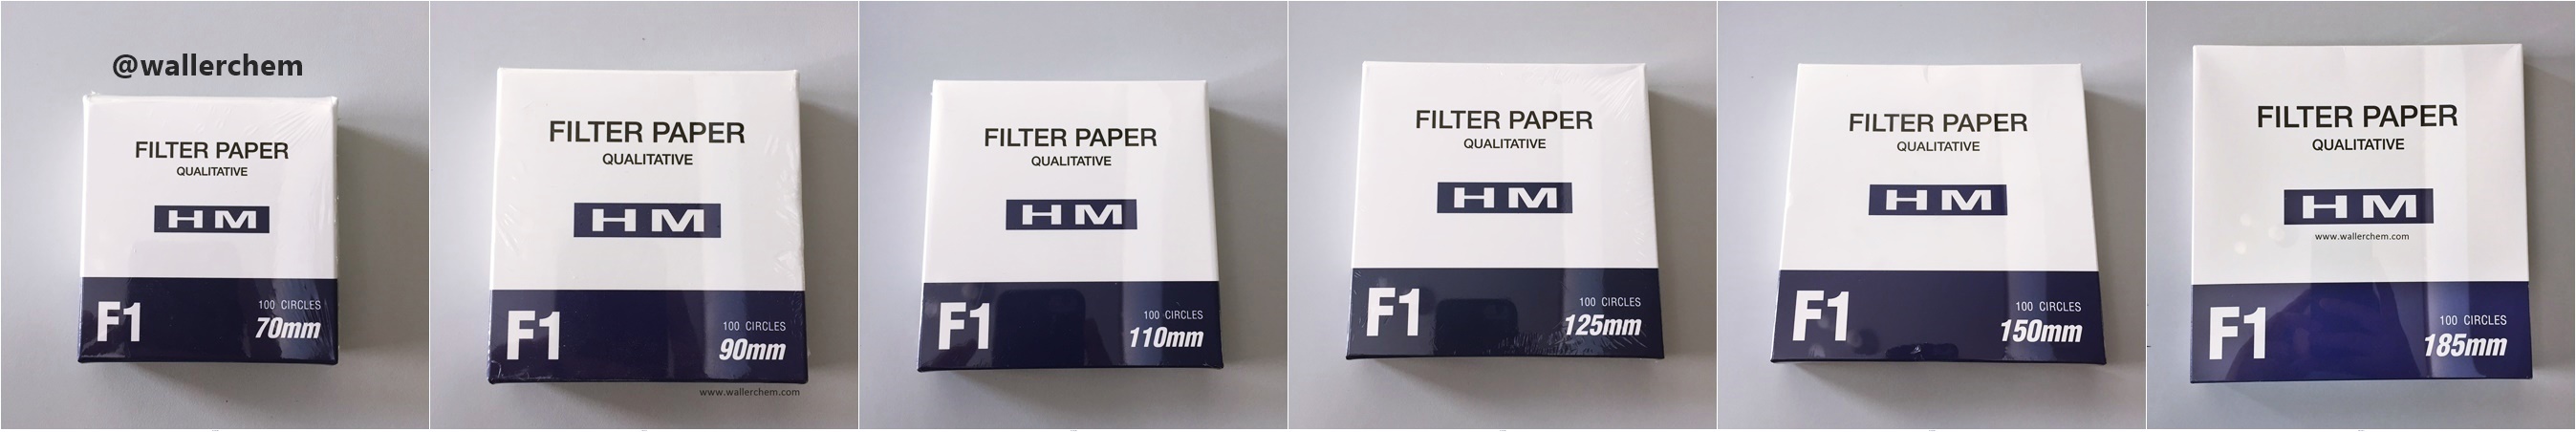 @wallerchem
FILTER PAPER
QUALITATIVE
HM
F1
100 CIRCLES
70mm
FILTER PAPER
QUALITATIVE
HM
F1
100 CIRCLES
90mm
www.wallerchem.com
FILTER PAPER
QUALITATIVE
HM
F1
100 CIRCLES
110mm
FILTER PAPER
QUALITATIVE
HM
F1
100 CIRCLES
125mm
FILTER PAPER
QUALITATIVE
HM
F1
100 CIRCLES
150mm
FILTER PAPER
QUALITATIVE
HM
www.wallerchem.com
F1
100 CIRCLES
185mm